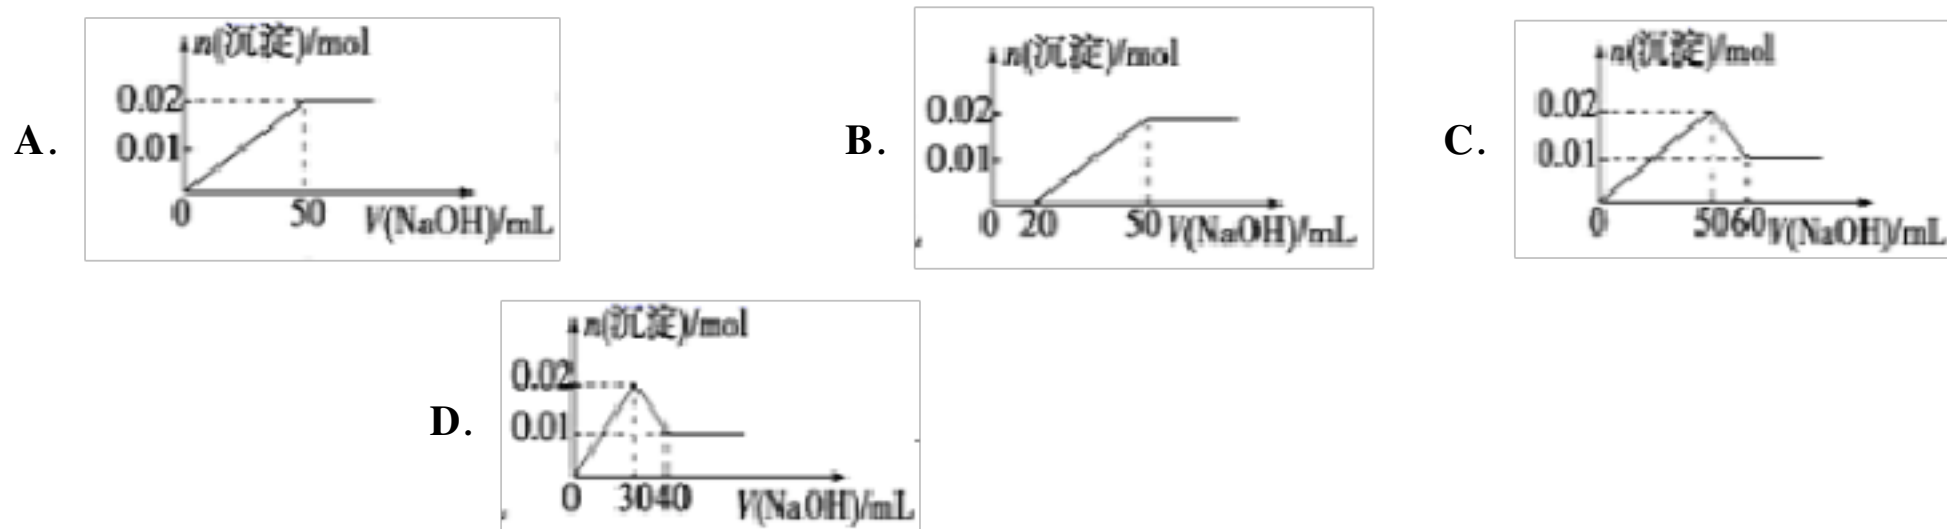 A.
n(沉淀)/mol
0.02
0.01
0 50 V(NaOH)/mL
B.
n(沉淀)/mol
0.02
0.01
0 20 50 V(NaOH)/mL
C.
n(沉淀)/mol
0.02
0.01
0 5060 V(NaOH)/mL
D.
n(沉淀)/mol
0.02
0.01
0 3040 V(NaOH)/mL